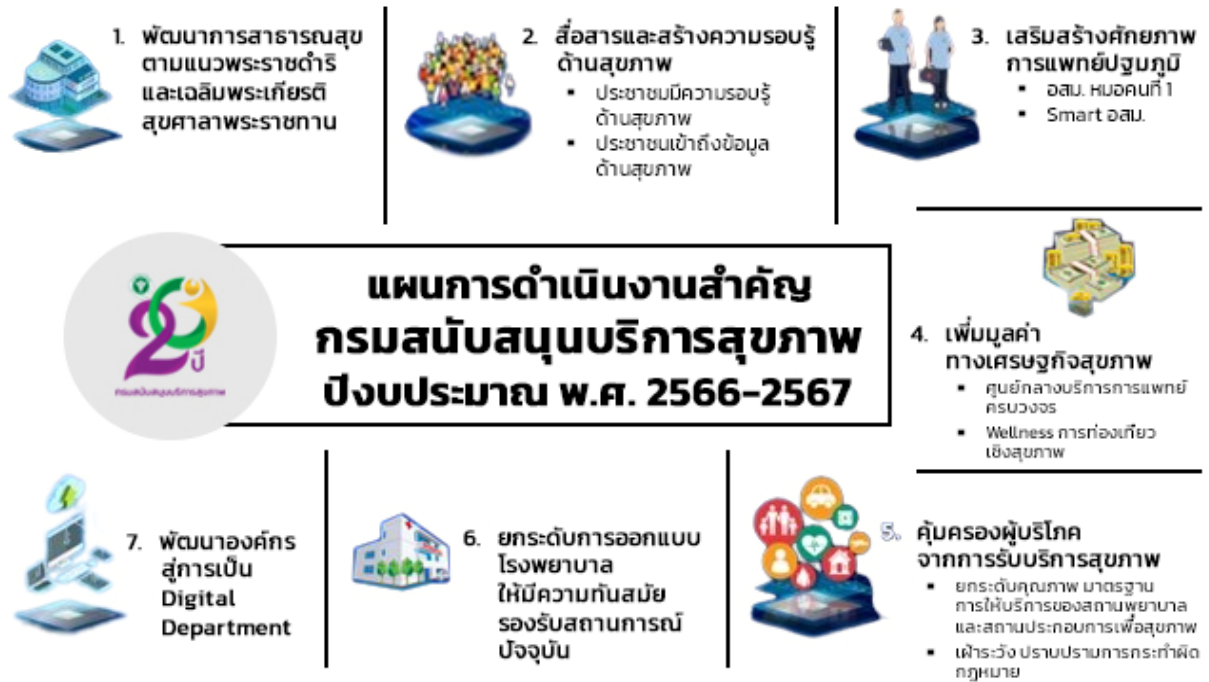 1. พัฒนาการสาธารณสุข
ตามแนวพระราชดำริ
และเฉลิมพระเกียรติ
สุขศาลาพระราชทาน
2. สื่อสารและสร้างความรอบรู้
ด้านสุขภาพ
▪ ประชาชมมีความรอบรู้
ด้านสุขภาพ
▪ ประชาชนเข้าถึงข้อมูล
ด้านสุขภาพ
3. เสริมสร้างศักยภาพ
การแพทย์ปฐมภูมิ
▪ อสม. หมอคนที่ 1
▪ Smart อสม.
20 ปี
กรมสนับสนุนบริการสุขภาพ
แผนการดำเนินงานสำคัญ
กรมสนับสนุนบริการสุขภาพ
ปีงบประมาณ พ.ศ. 2566-2567
4. เพิ่มมูลค่า
ทางเศรษฐกิจสุขภาพ
▪ ศูนย์กลางบริการการแพทย์
ครบวงจร
▪ Wellness การท่องเที่ยว
เชิงสุขภาพ
5. คุ้มครองผู้บริโภค
จากการรับบริการสุขภาพ
▪ ยกระดับคุณภาพ มาตรฐาน
การให้บริการของสถานพยาบาล
และสถานประกอบการเพื่อสุขภาพ
▪ เฝ้าระวัง ปราบปรามการกระทำผิด
กฎหมาย
6. ยกระดับการออกแบบ
โรงพยาบาล
ให้มีความทันสมัย
รองรับสถานการณ์
ปัจจุบัน
7. พัฒนาองค์กร
สู่การเป็น
Digital
Department